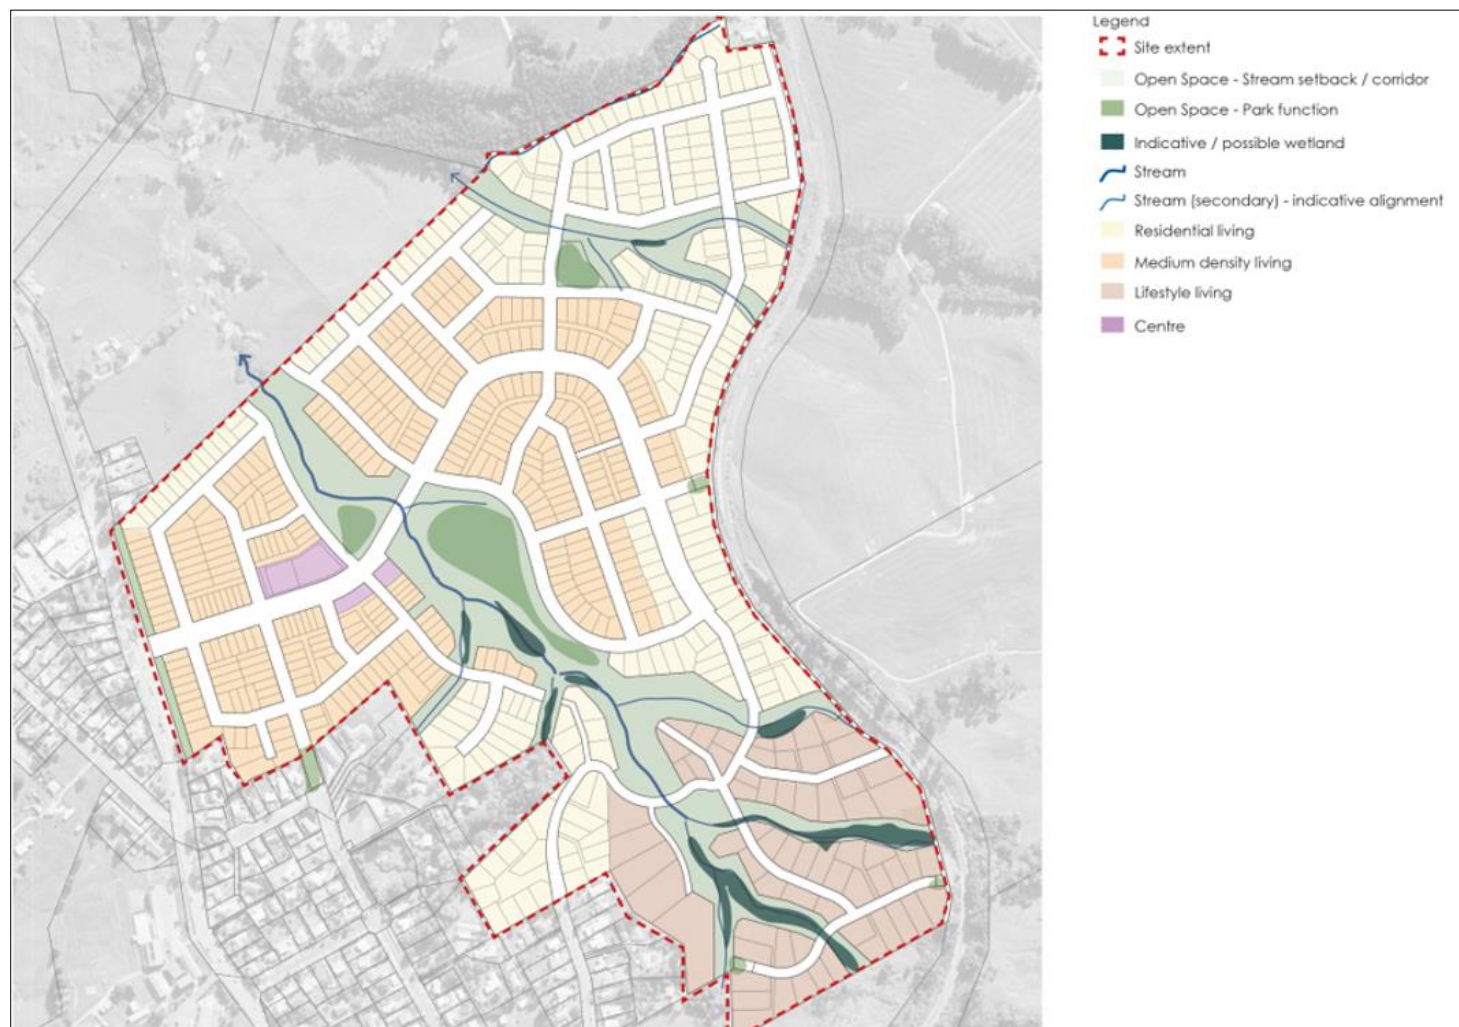 Legend
Site extent
Open Space - Stream setback / corridor
Open Space - Park function
Indicative / possible wetland
Stream
Stream (secondary) - indicative alignment
Residential living
Medium density living
Lifestyle living
Centre